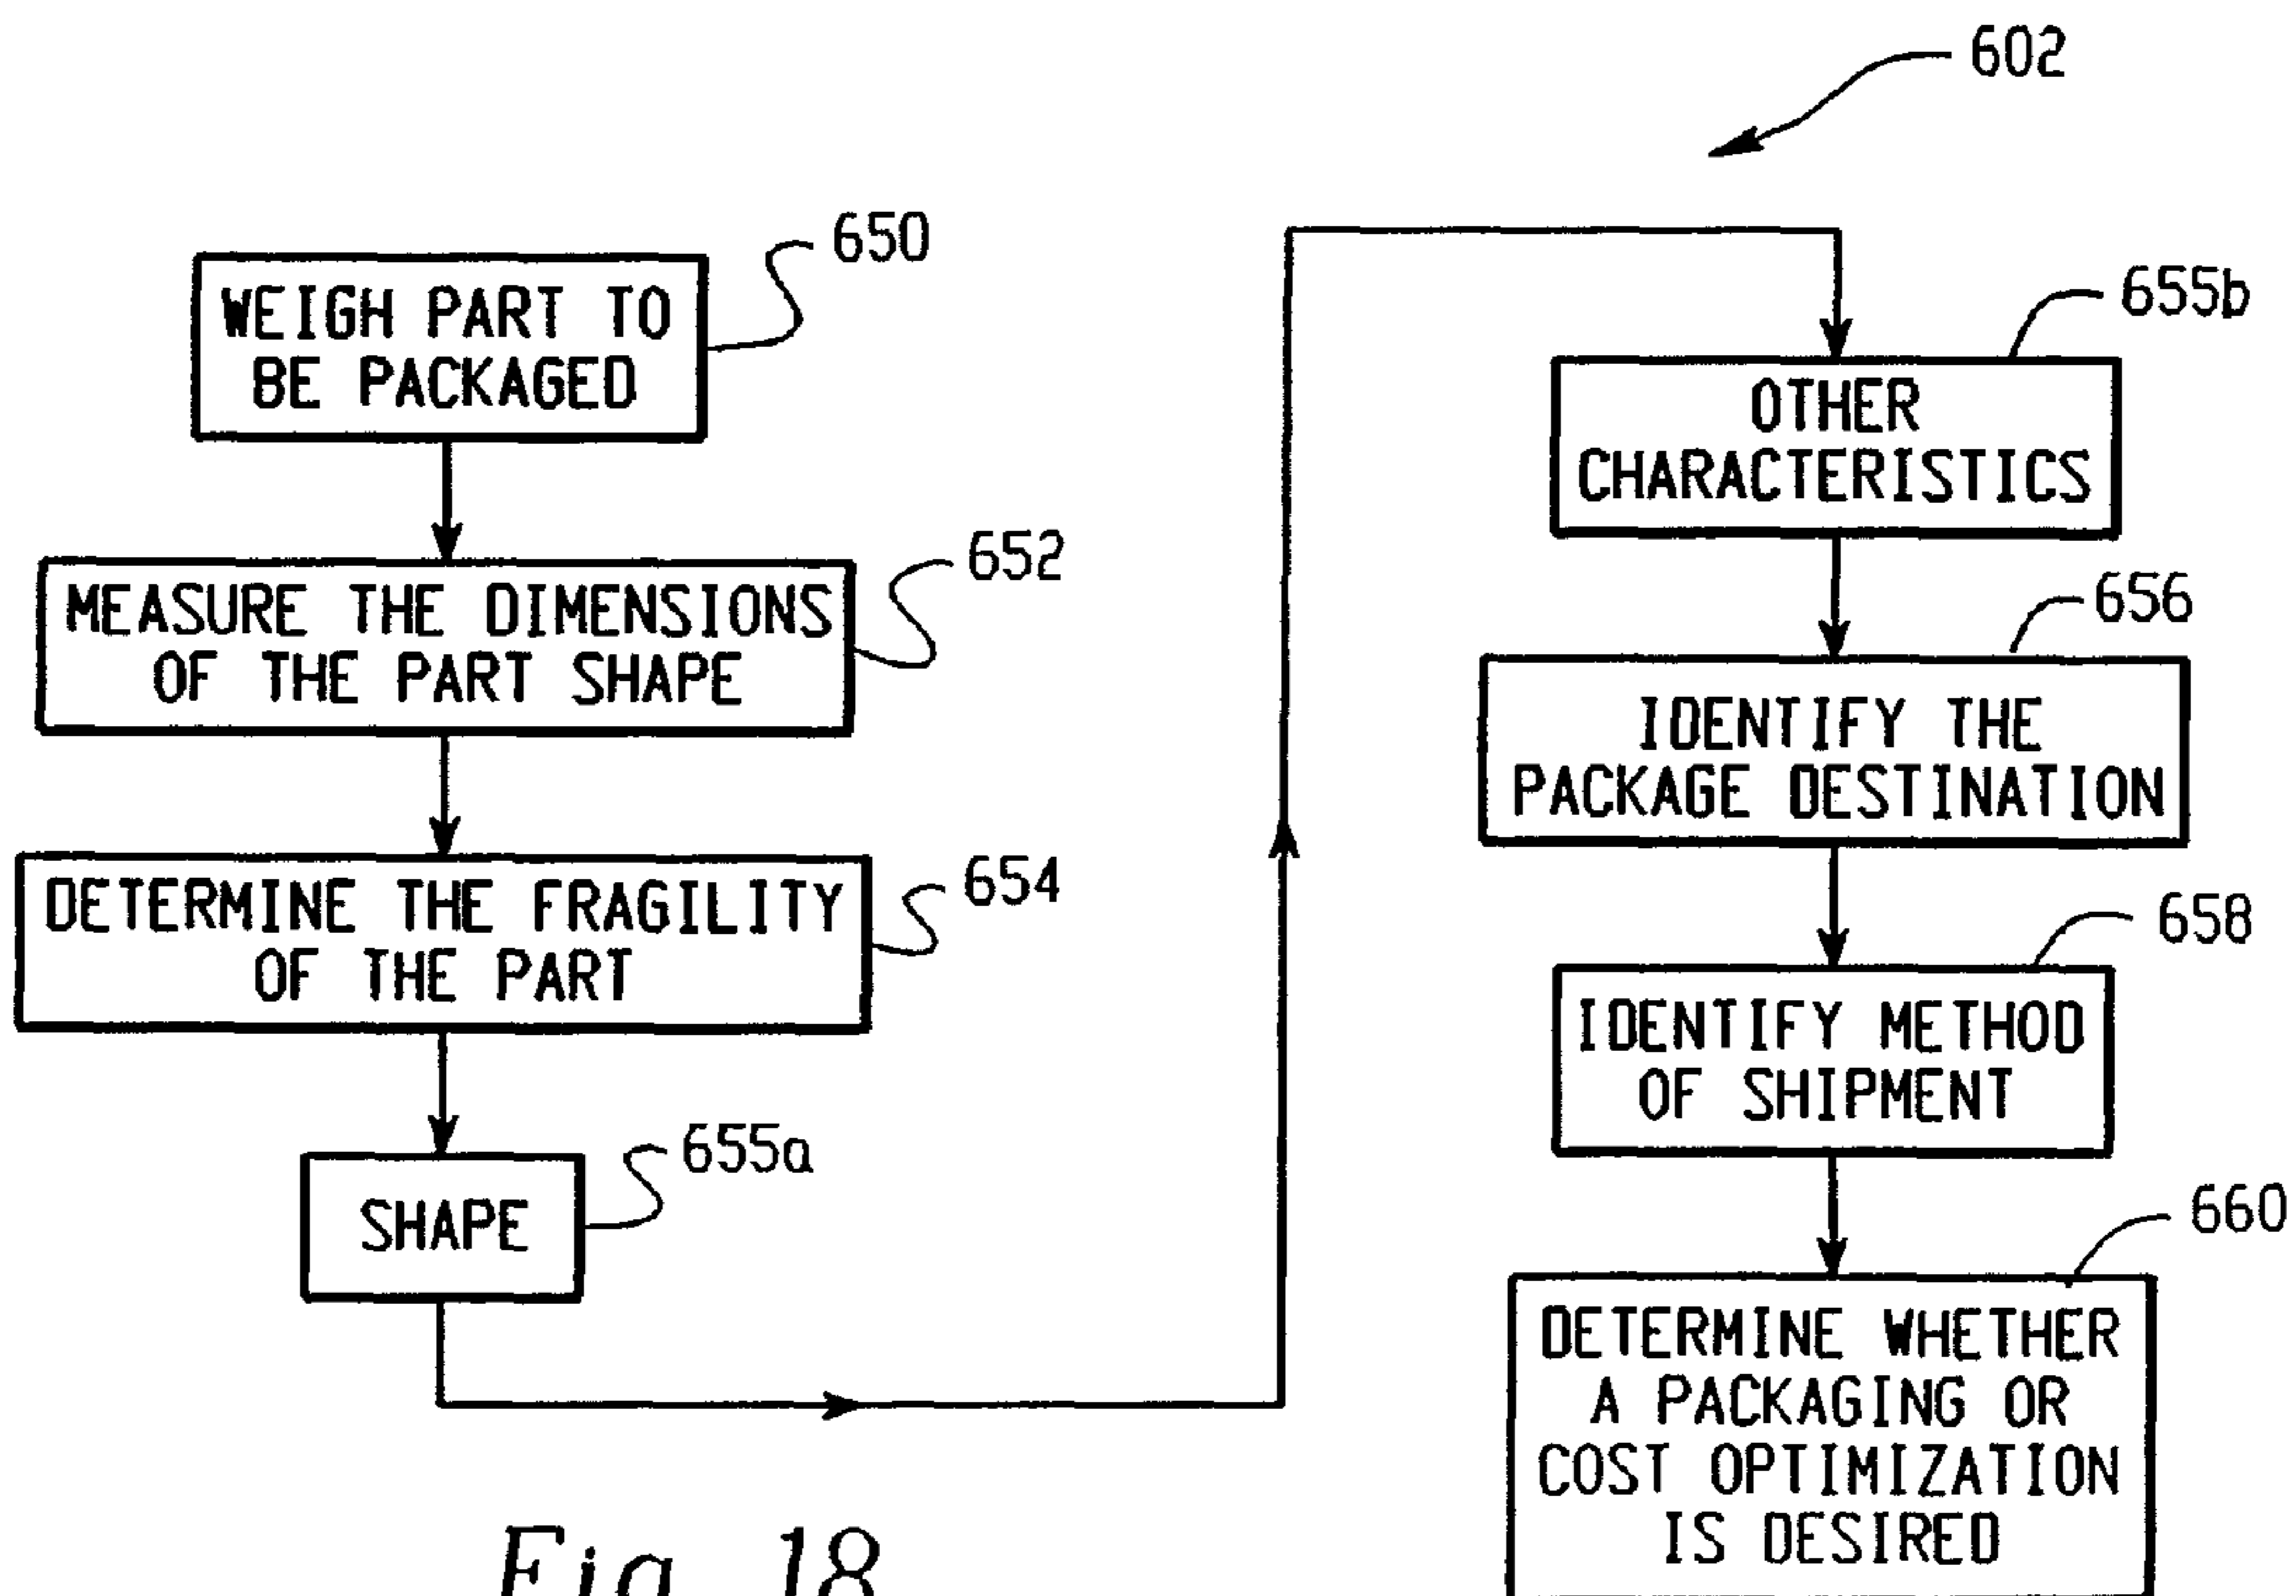 602
650
WEIGH PART TO
BE PACKAGED
652
MEASURE THE DIMENSIONS
OF THE PART SHAPE
654
DETERMINE THE FRAGILITY
OF THE PART
655a
SHAPE
655b
OTHER
CHARACTERISTICS
656
IDENTIFY THE
PACKAGE DESTINATION
658
IDENTIFY METHOD
OF SHIPMENT
660
DETERMINE WHETHER
A PACKAGING OR
COST OPTIMIZATION
IS DESIRED
Fig. 18